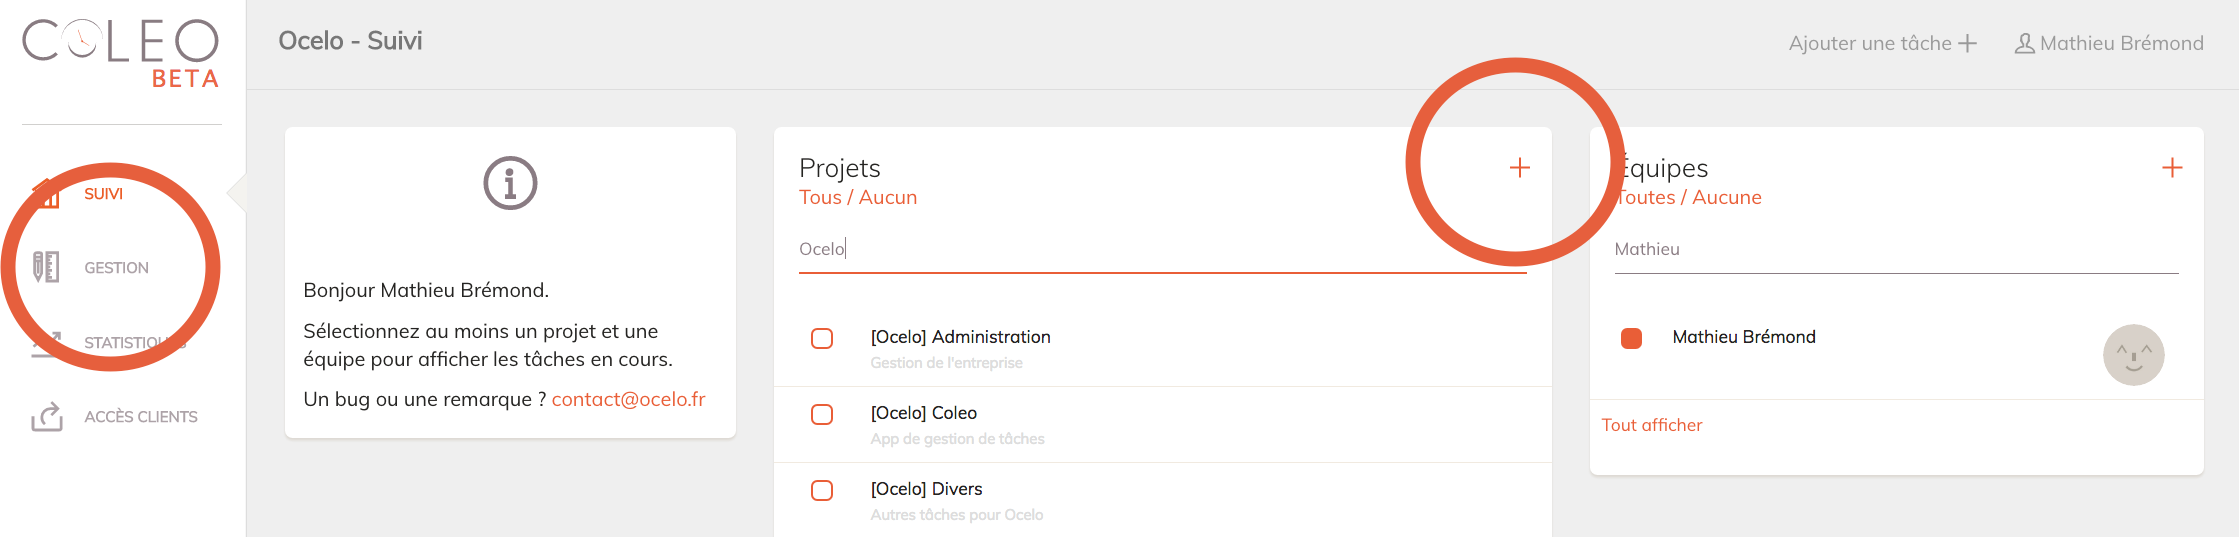 COLEO
BETA
SUIVI
GESTION
STATISTIQUES
ACCÈS CLIENTS
Ocelo - Suivi
Ajouter une tâche
Mathieu Brémond
Bonjour Mathieu Brémond.
Sélectionnez au moins un projet et une
équipe pour afficher les tâches en cours.
Un bug ou une remarque ? contact@ocelo.fr
Projets
Tous / Aucun
Ocelo
[Ocelo] Administration
Gestion de l'entreprise
[Ocelo] Coleo
App de gestion de tâches
[Ocelo] Divers
Autres tâches pour Ocelo
Équipes
Toutes / Aucune
Mathieu
Mathieu Brémond
Tout afficher